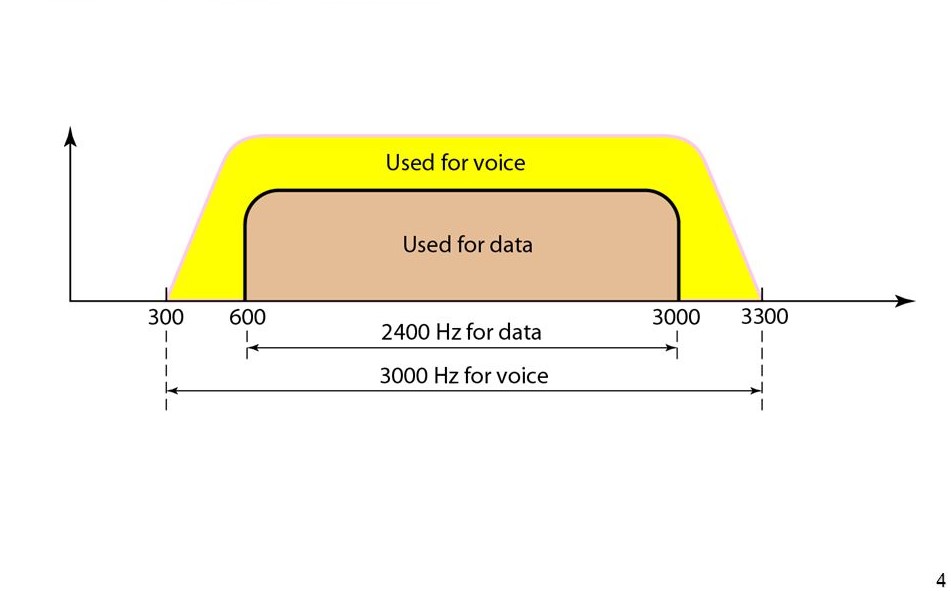 Used for voice
Used for data
300 600 3000 3300
2400 Hz for data
3000 Hz for voice
4